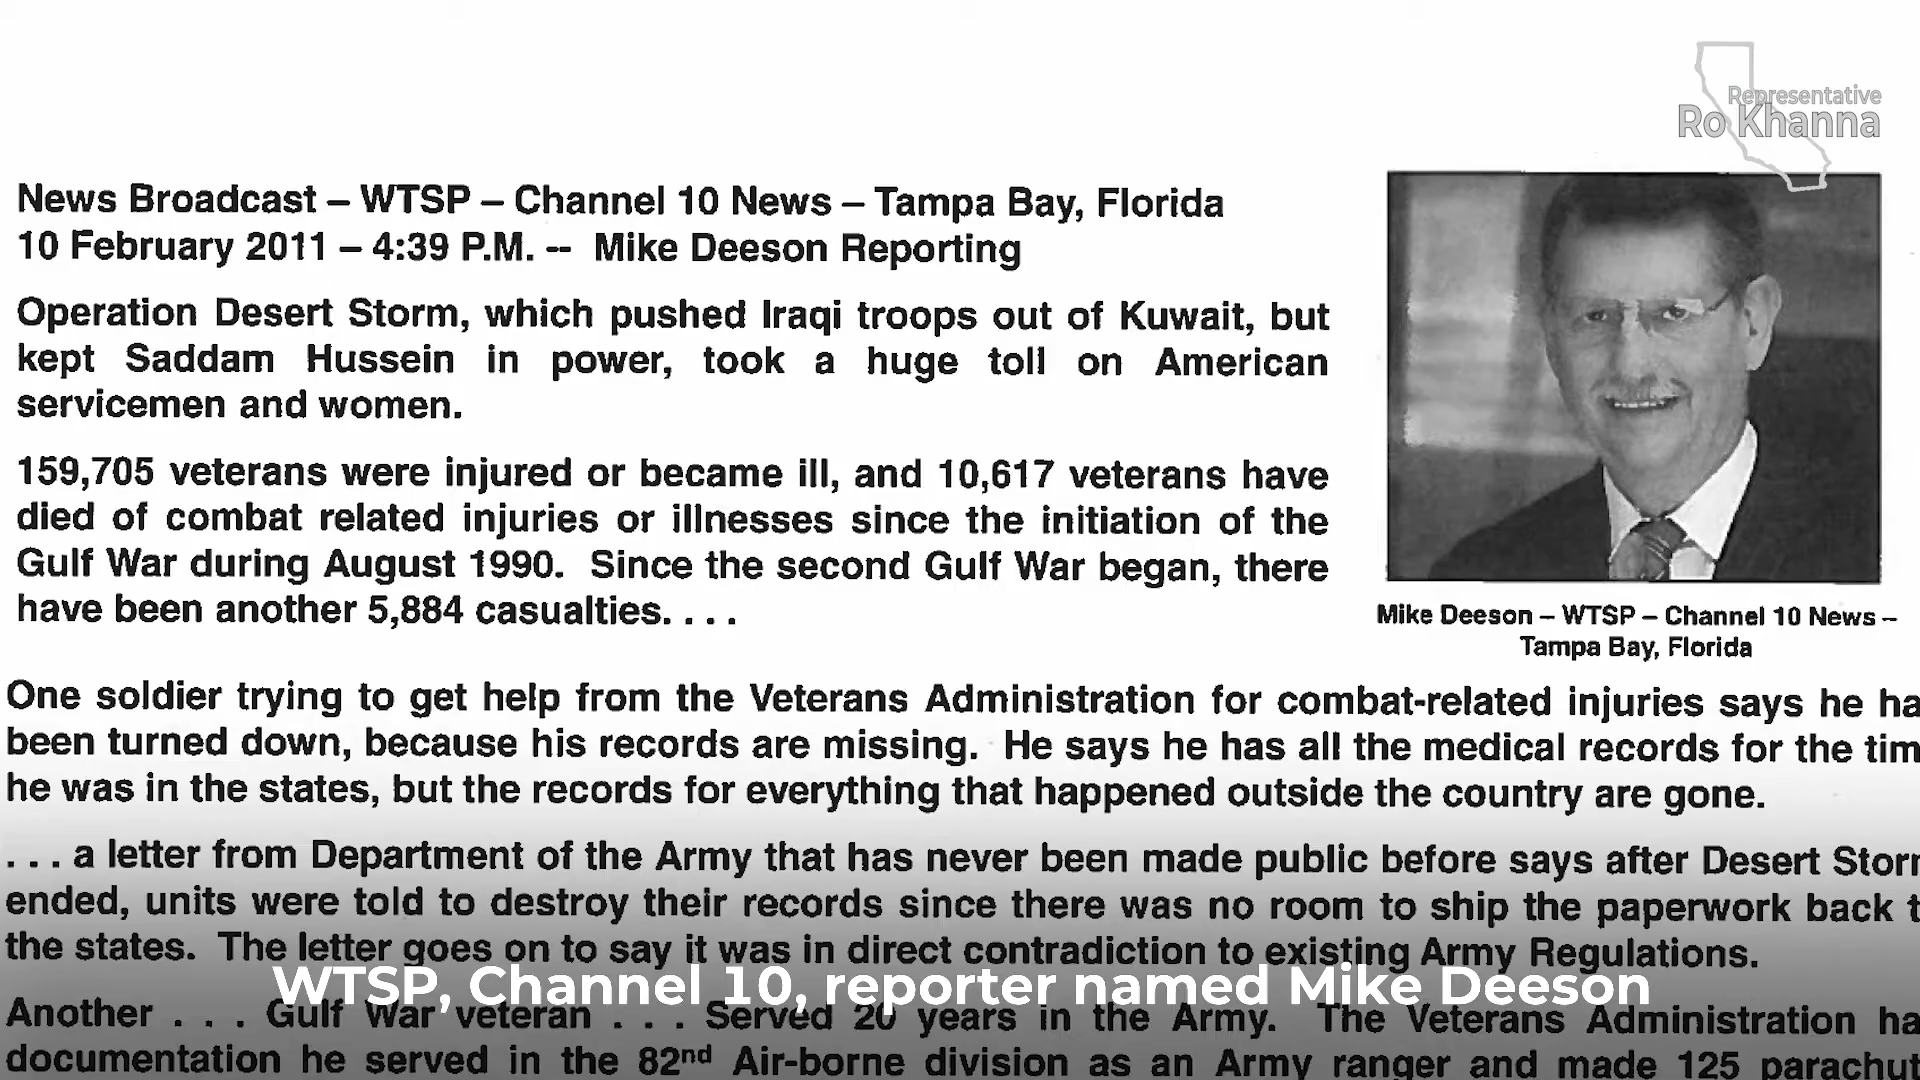 Representative
Ro Khanna
News Broadcast – WTSP – Channel 10 News – Tampa Bay, Florida
10 February 2011 – 4:39 P.M. -- Mike Deeson Reporting
Operation Desert Storm, which pushed Iraqi troops out of Kuwait, but
kept Saddam Hussein in power, took a huge toll on American
servicemen and women.
159,705 veterans were injured or became ill, and 10,617 veterans have
died of combat related injuries or illnesses since the initiation of the
Gulf War during August 1990. Since the second Gulf War began, there
have been another 5,884 casualties. . . .
Mike Deeson – WTSP – Channel 10 News –
Tampa Bay, Florida
One soldier trying to get help from the Veterans Administration for combat-related injuries says he ha
been turned down, because his records are missing. He says he has all the medical records for the tim
he was in the states, but the records for everything that happened outside the country are gone.
. . . a letter from Department of the Army that has never been made public before says after Desert Stor
ended, units were told to destroy their records since there was no room to ship the paperwork back t
the states. The letter goes on to say it was in direct contradiction to existing Army Regulations.
WTSP, Channel 10, reporter named Mike Deeson
Another . . . Gulf War veteran . . . Served 20 years in the Army. The Veterans Administration ha
documentation he served in the 82nd Air-borne division as an Army ranger and made 125 parachut